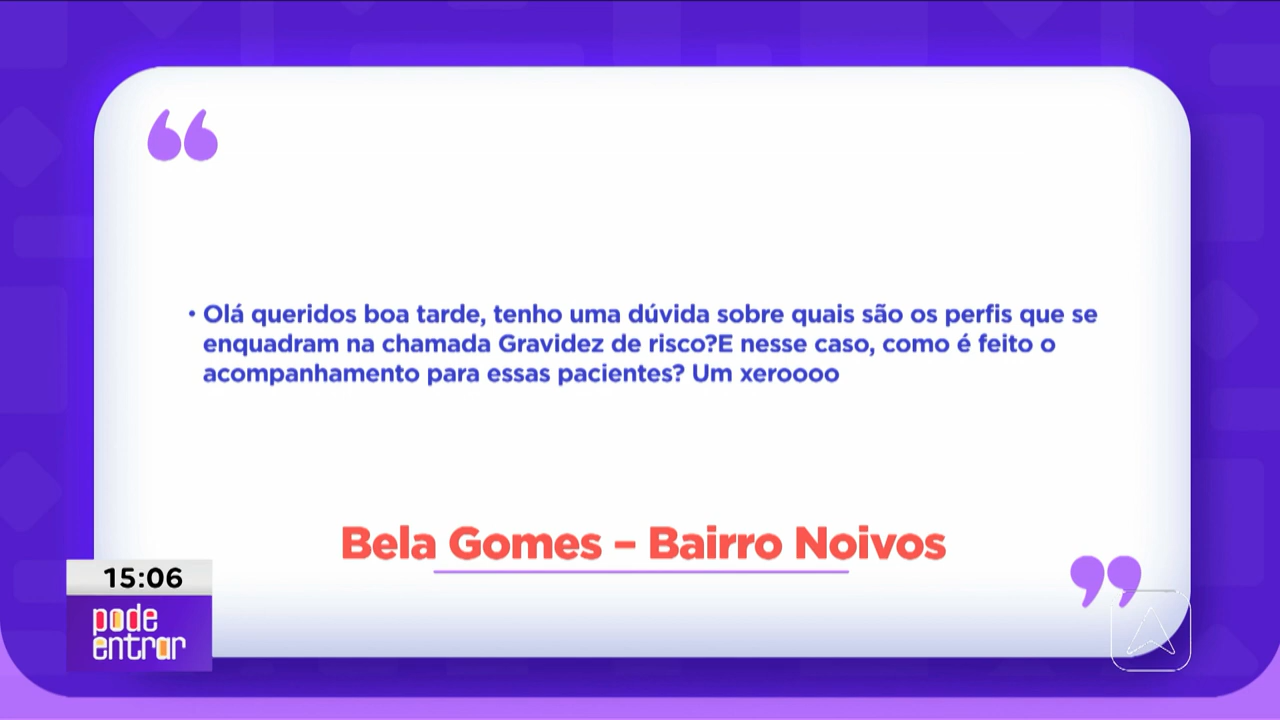 • Olá queridos boa tarde, tenho uma dúvida sobre quais são os perfis que se
enquadram na chamada Gravidez de risco?E nesse caso, como é feito o
acompanhamento para essas pacientes? Um xeroooo
Bela Gomes – Bairro Noivos
15:06
pode
entrar